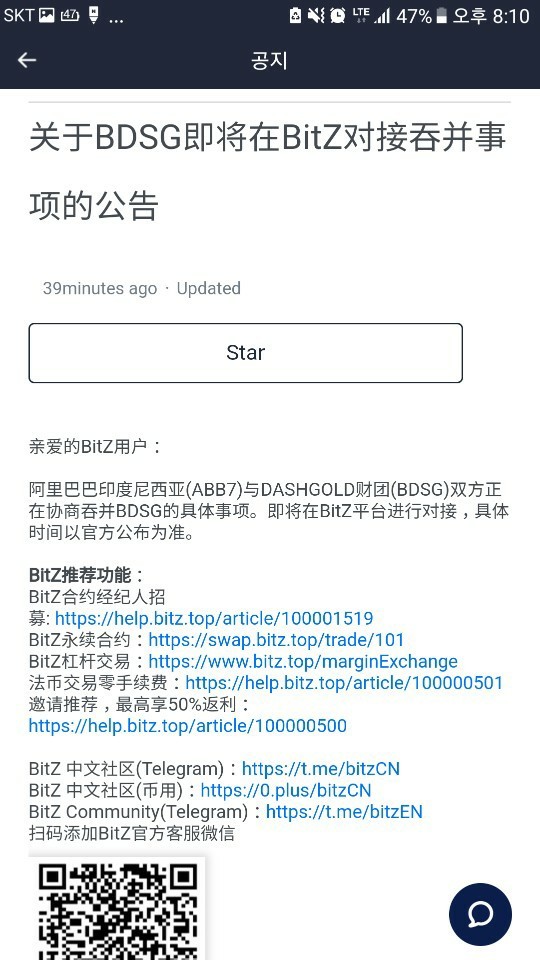 SKT 47 ... LTE 47% 오후 8:10
공지
关于BDSG即将在BitZ对接吞并事
项的公告
39minutes ago · Updated
Star
亲爱的BitZ用户：
阿里巴巴印度尼西亚(ABB7)与DASHGOLD财团(BDSG)双方正
在协商吞并BDSG的具体事项。即将在BitZ平台进行对接，具体
时间以官方公布为准。
BitZ推荐功能：
BitZ合约经纪人招
募: https://help.bitz.top/article/100001519
BitZ永续合约：https://swap.bitz.top/trade/101
BitZ杠杆交易：https://www.bitz.top/marginExchange
法币交易零手续费：https://help.bitz.top/article/100000501
邀请推荐，最高享50%返利：
https://help.bitz.top/article/100000500
BitZ 中文社区(Telegram)：https://t.me/bitzCN
BitZ 中文社区(币用)：https://0.plus/bitzCN
BitZ Community(Telegram)：https://t.me/bitzEN
扫码添加BitZ官方客服微信